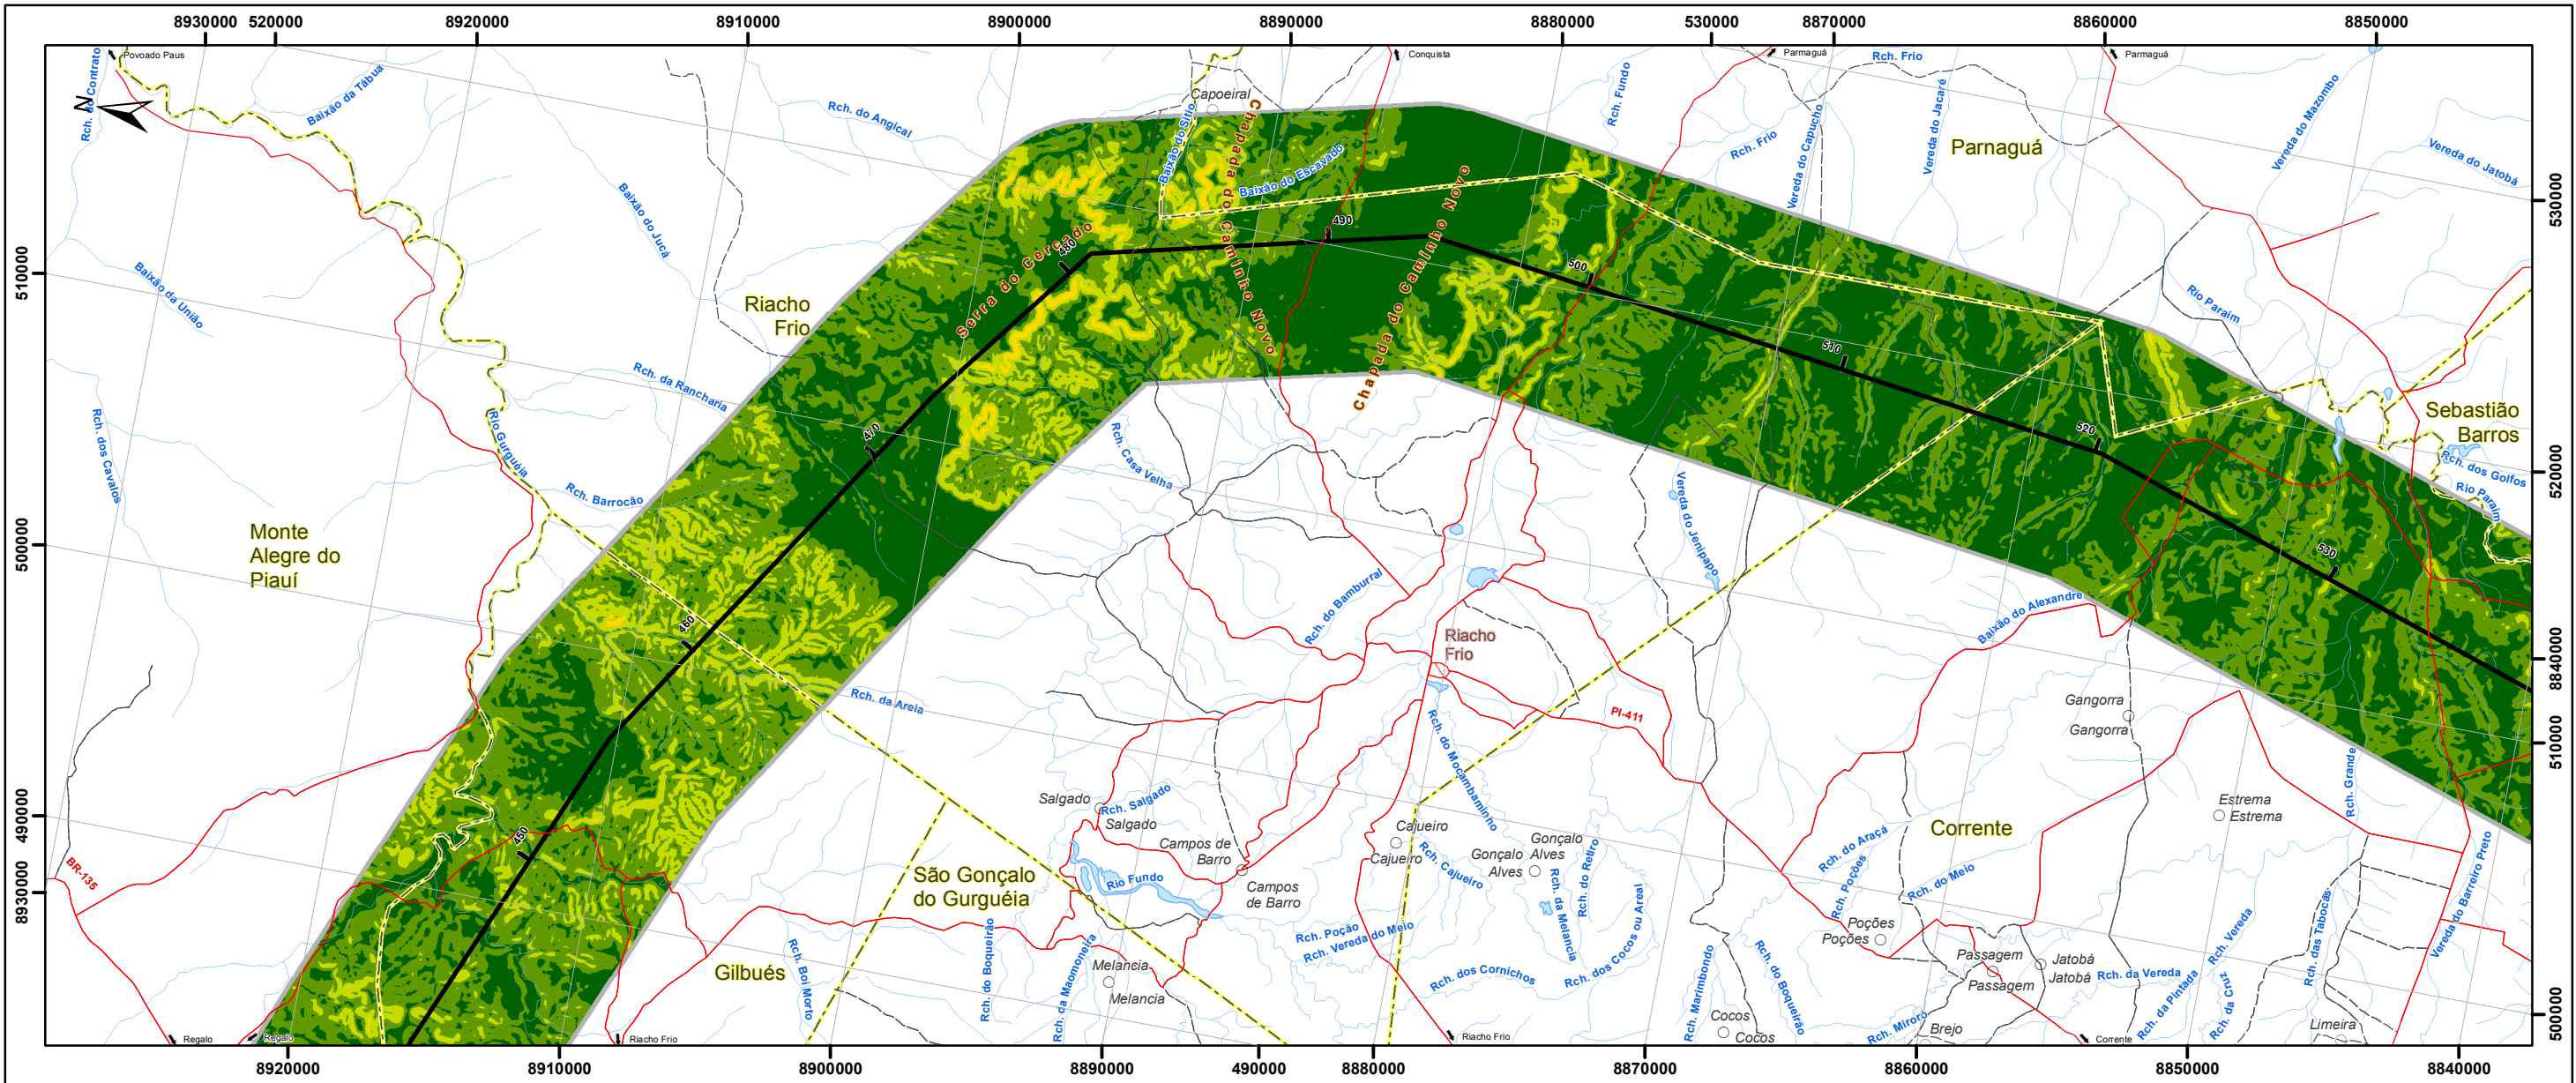 8930000 520000 8920000 8910000 8900000 8890000 8880000 530000 8870000 8860000 8850000
Povoado Paus
Conquista
Parmaguá
Parmaguá
Rch. do Contrato
N
Baixão da Tábua
Rch. do Angical
Capoeiral
Baixão do Sitio
Chapada do Caminho Novo
Baixão do Escavado
Rch. Fundo
Rch. Frio
Rch. Frio
Vereda do Capucho
Vereda do Jacaré
Parnaguá
Vereda do Mazombo
Vereda do Jatobá
530000
Baixão do Jucá
510000
Baixão da União
Riacho
Frio
Serra do Cercado
480
490
Chapada do Caminho Novo
500
510
Rio Paraim
Rch. da Rancharia
Rch. dos Cavalos
Rio Gurguéia
470
Rch. Casa Velha
520
Sebastião
Barros
Rch. dos Golfos
520000
Rio Paraim
Rch. Barrocão
Vereda do Jenipapo
Monte
Alegre do
Piauí
500000
530
Rch. do Bamburral
Baixão do Alexandre
460
Riacho
Frio
8840000
Rch. da Areia
PI-411
Gangorra
Gangorra
510000
Rch. do Mocambaminho
Rch. Grande
490000
Salgado
Rch. Salgado
Salgado
450
Campos de
Barro
Campos
de Barro
Cajueiro
Cajueiro
Rch. Cajueiro
Gonçalo
Alves
Gonçalo
Alves
Rch. do Retiro
Rch. da Melancia
Rch. do Araçá
Corrente
Estrema
Estrema
BR-135
8930000
São Gonçalo
do Gurguéia
Rio Fundo
Rch. Poções
Rch. do Meio
Poções
Poções
Vereda do Barreiro Preto
Rch. das Tabocas
Rch. Vereda
Rch. Poção
Rch. Vereda do Meio
Rch. dos Cocos ou Areal
Rch. dos Cornichos
Gilbués
Rch. Boi Morto
Rch. do Boqueirão
Rch. da Mamoneira
Melancia
Melancia
Rch. Marimbondo
Rch. do Boqueirão
Passagem
Passagem
Jatobá
Jatobá
Rch. da Vereda
Rch. da Pintada
Rch. da Cruz
500000
Cocos
Cocos
Rch. Miroro
Brejo
Limeira
Regalo
Regalo
Riacho Frio
Riacho Frio
Corrente
8920000 8910000 8900000 8890000 490000 8880000 8870000 8860000 8850000 8840000